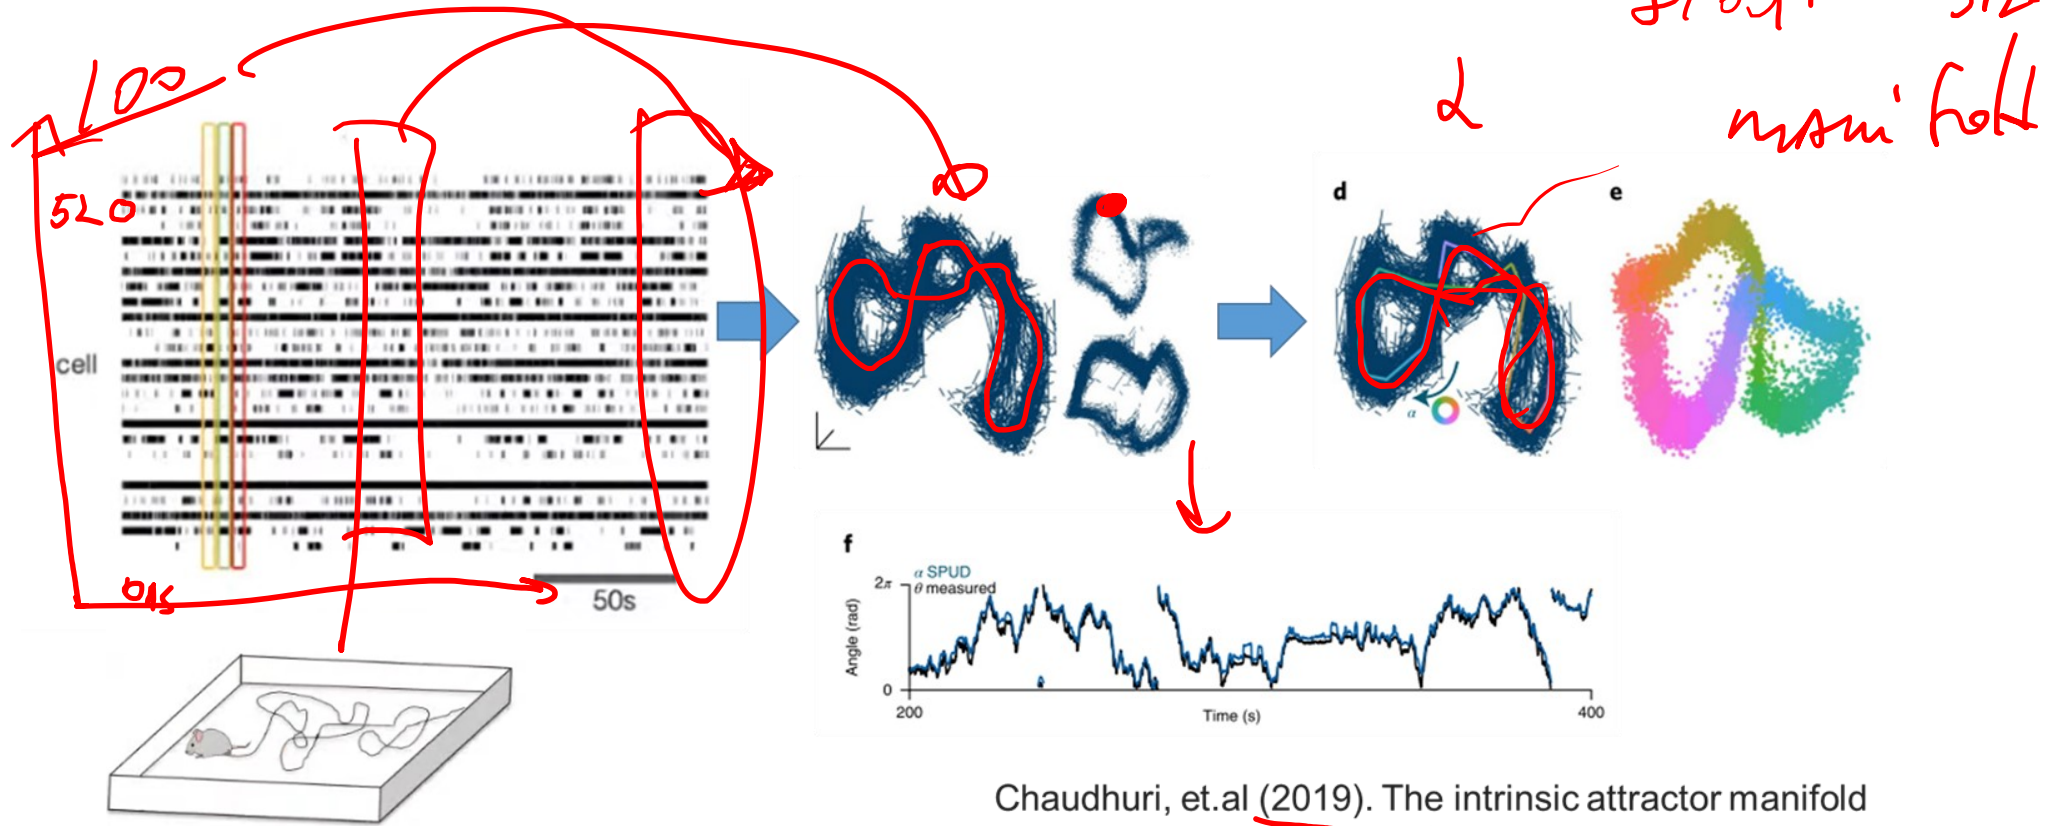 100
520
cell
50s
α
manifold
d
e
α
f
α SPUD
θ measured
2π
Angle (rad)
0
200
Time (s)
400
Chaudhuri, et.al (2019). The intrinsic attractor manifold